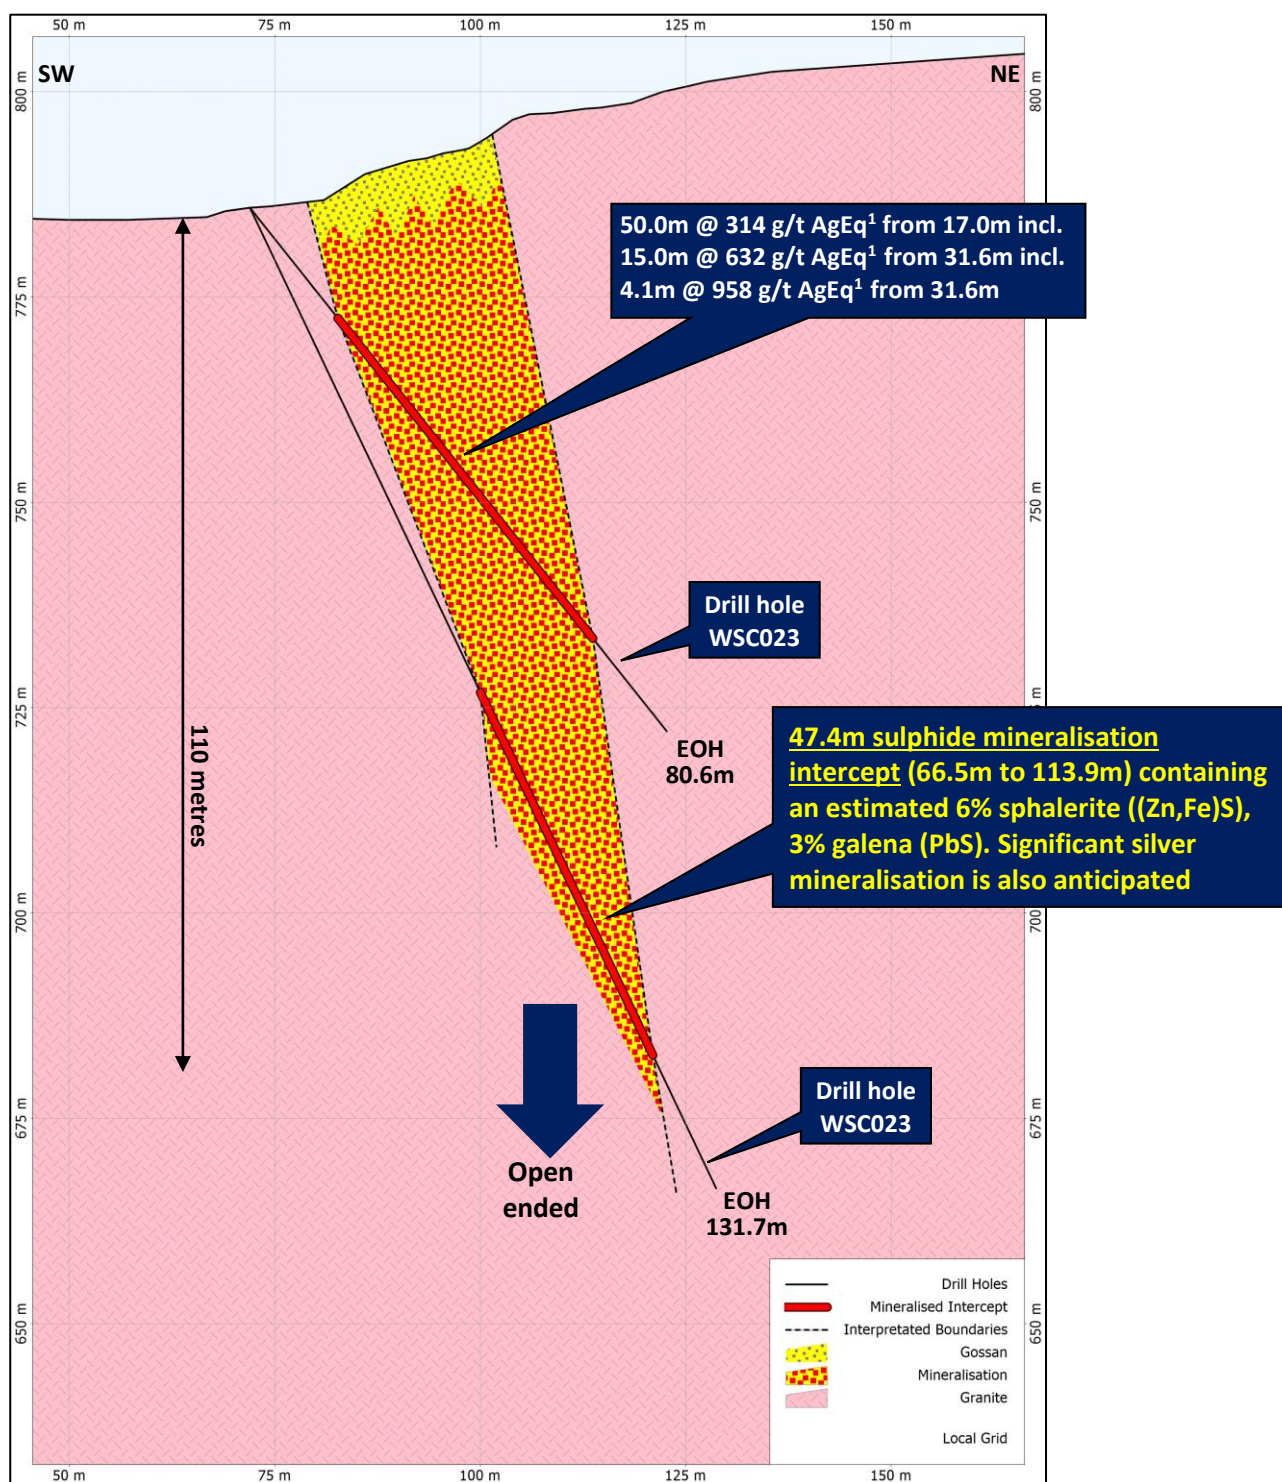 50 m
75 m
100 m
125 m
150 m
SW
NE
800 m
800 m
50.0m @ 314 g/t AgEq¹ from 17.0m incl.
15.0m @ 632 g/t AgEq¹ from 31.6m incl.
4.1m @ 958 g/t AgEq¹ from 31.6m
775 m
750 m
750 m
Drill hole
WSC023
725 m
m
110 metres
EOH
80.6m
47.4m sulphide mineralisation
intercept (66.5m to 113.9m) containing
an estimated 6% sphalerite ((Zn,Fe)S),
3% galena (PbS). Significant silver
mineralisation is also anticipated
700 m
700
Drill hole
WSC023
675 m
675 m
Open
ended
EOH
131.7m
650 m
650 m
Drill Holes
Mineralised Intercept
Interpretated Boundaries
Gossan
Mineralisation
Granite
Local Grid
50 m
75 m
100 m
125 m
150 m